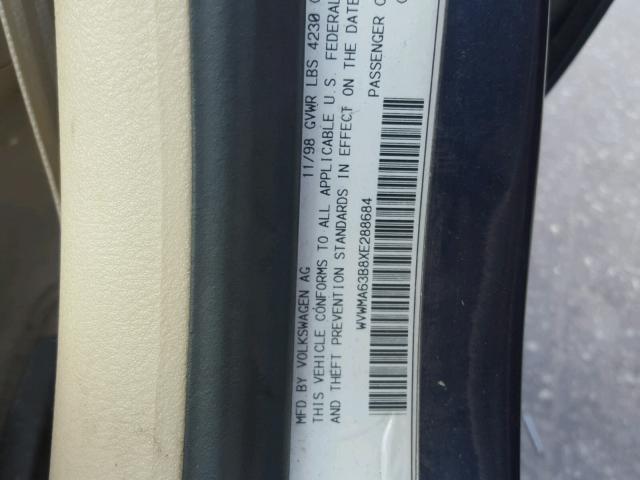 MFD.BY VOLKSWAGEN AG 11/98 GVWR LBS 4230
THIS VEHICLE CONFORMS TO ALL APPLICABLE U.S. FEDERAL
AND THEFT PREVENTION STANDARDS IN EFFECT ON THE DATE
WVWMA63B8XE288684 PASSENGER